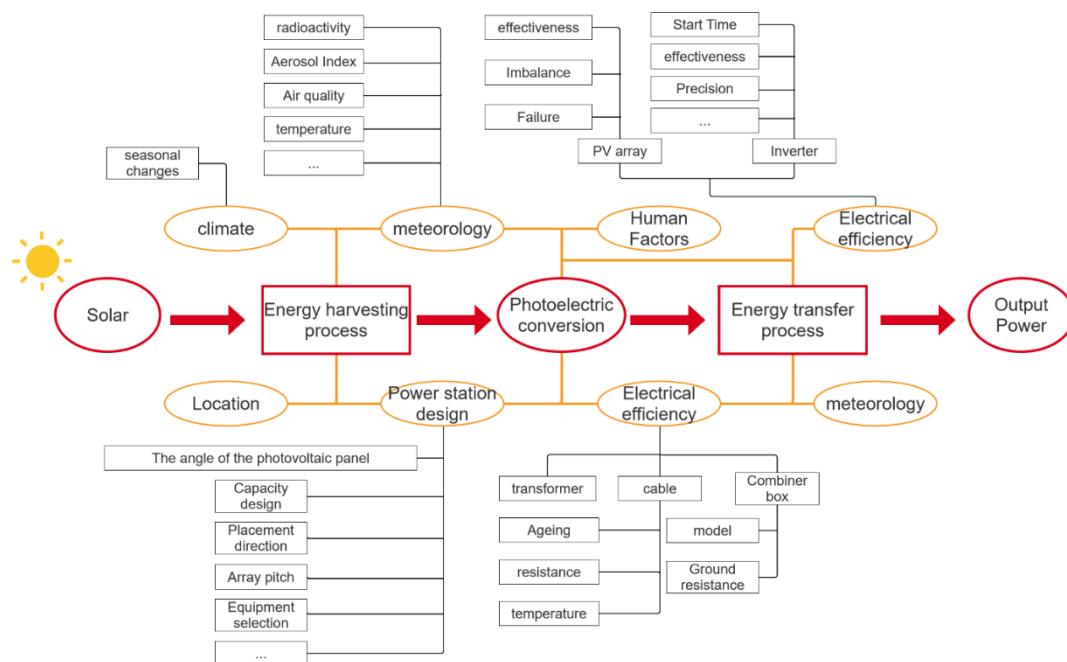 radioactivity
Aerosol Index
Air quality
temperature
...
effectiveness
Imbalance
Failure
PV array
Start Time
effectiveness
Precision
...
Inverter
seasonal
changes
climate
meteorology
Human
Factors
Electrical
efficiency
Solar
Energy harvesting
process
Photoelectric
conversion
Energy transfer
process
Output
Power
Location
Power station
design
Electrical
efficiency
meteorology
The angle of the photovoltaic panel
Capacity
design
Placement
direction
Array pitch
Equipment
selection
...
transformer
cable
Combiner
box
Ageing
resistance
temperature
model
Ground
resistance